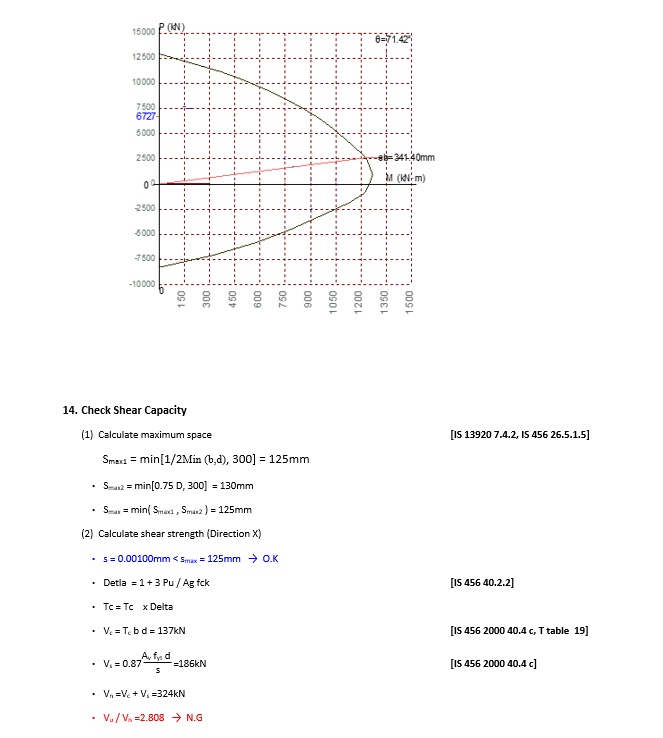 P (kN)
15000
θ=71.42°
12500
10000
7500
6727
5000
2500
eb=341.40mm
M (kN·m)
0
-2500
-5000
-7500
-10000
0
150
300
450
600
750
900
1050
1200
1350
1500
14. Check Shear Capacity
(1) Calculate maximum space [IS 13920 7.4.2, IS 456 26.5.1.5]
Smax1 = min[1/2Min (b,d), 300] = 125mm
• Smax2 = min[0.75 D, 300] = 130mm
• Smax = min( Smax1 , Smax2 ) = 125mm
(2) Calculate shear strength (Direction X)
• s = 0.00100mm < smax = 125mm → O.K
• Detla = 1 + 3 Pu / Ag fck [IS 456 40.2.2]
• Tc = Tc x Delta
• Vc = Tc b d = 137kN [IS 456 2000 40.4 c, T table 19]
• Vs = 0.87 Av fyt d / s =186kN [IS 456 2000 40.4 c]
• Vn =Vc + Vs =324kN
• Vu / Vn =2.808 → N.G